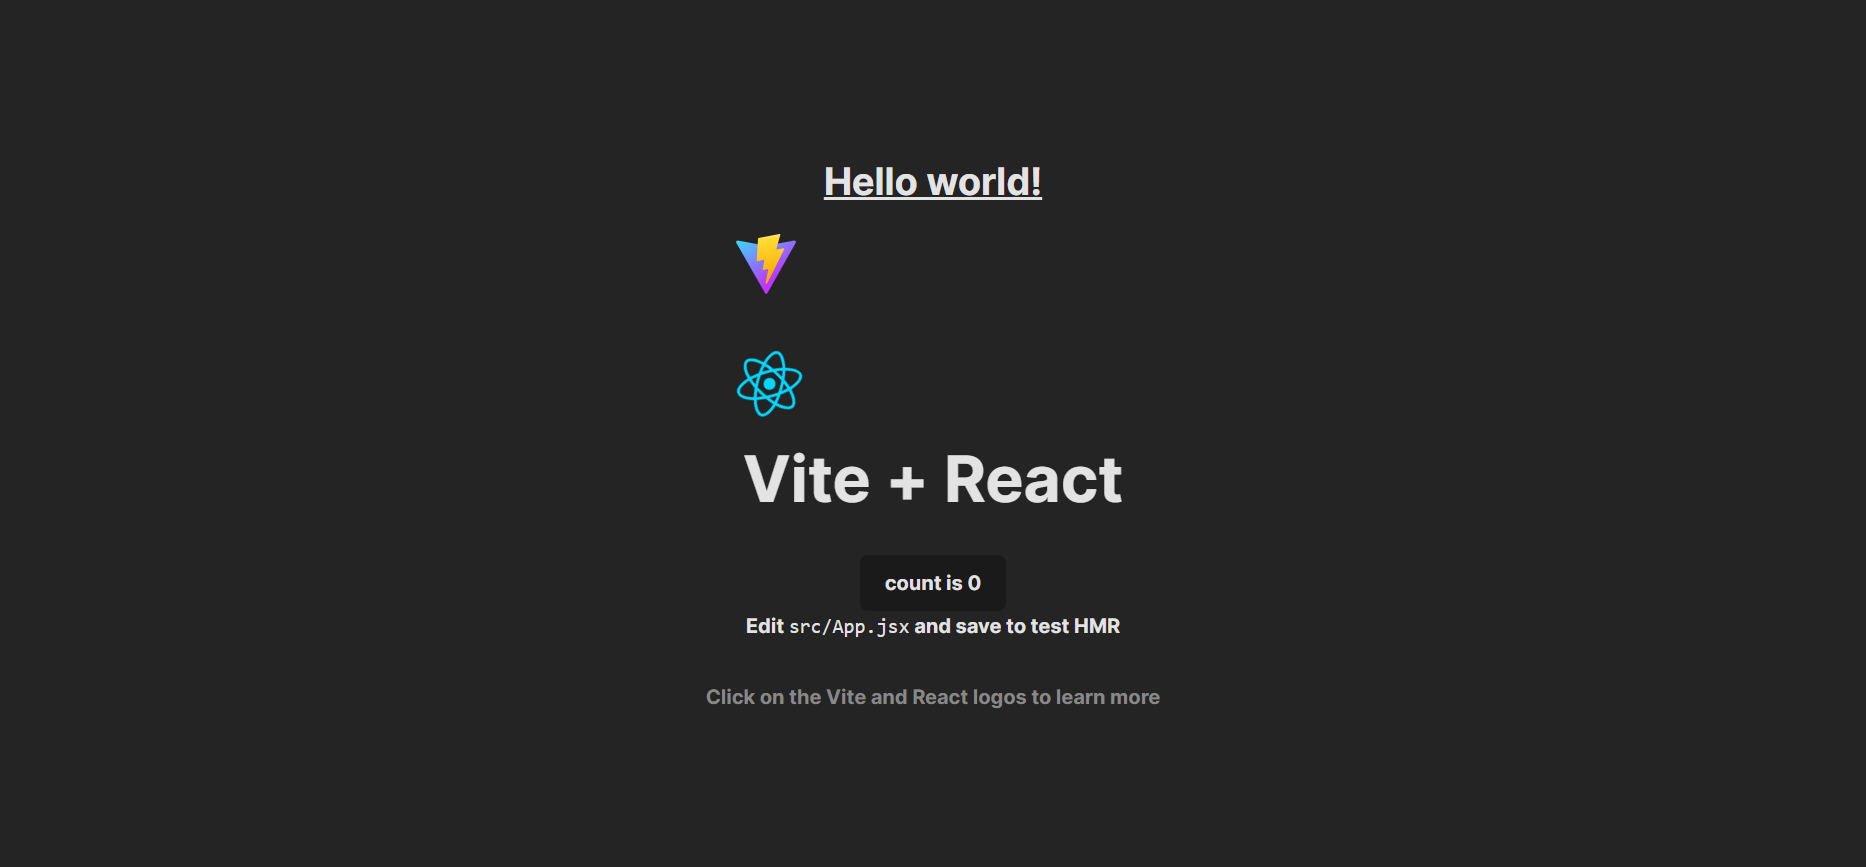 Hello world!
Vite + React
count is 0
Edit src/App.jsx and save to test HMR
Click on the Vite and React logos to learn more